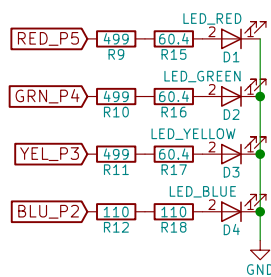 LED_RED
RED_P5 499 60.4 2 1
R9 R15 D1
LED_GREEN
GRN_P4 499 60.4 2 1
R10 R16 D2
LED_YELLOW
YEL_P3 499 60.4 2 1
R11 R17 D3
LED_BLUE
BLU_P2 110 110 2 1
R12 R18 D4
GND